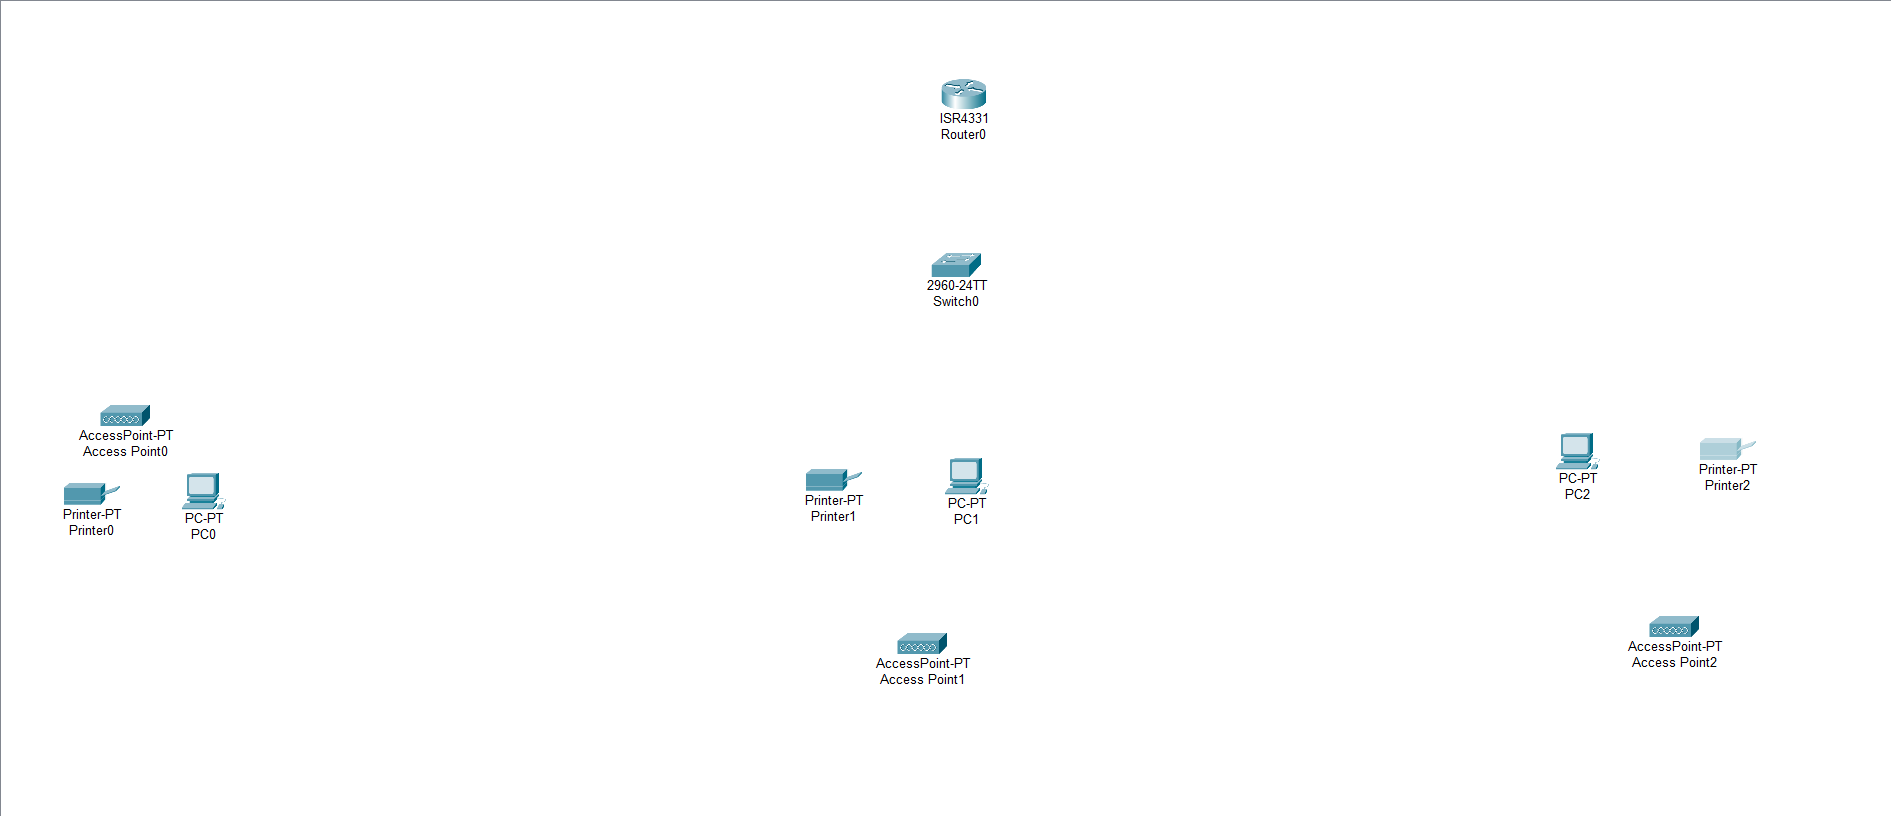 ISR4331
Router0
2960-24TT
Switch0
AccessPoint-PT
Access Point0
Printer-PT
Printer0
PC-PT
PC0
Printer-PT
Printer1
PC-PT
PC1
AccessPoint-PT
Access Point1
PC-PT
PC2
Printer-PT
Printer2
AccessPoint-PT
Access Point2